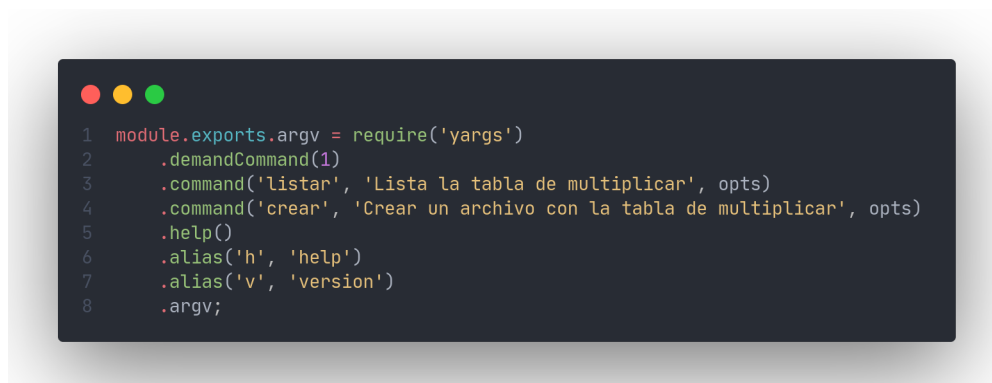 1 module.exports.argv = require('yargs')
2     .demandCommand(1)
3     .command('listar', 'Lista la tabla de multiplicar', opts)
4     .command('crear', 'Crear un archivo con la tabla de multiplicar', opts)
5     .help()
6     .alias('h', 'help')
7     .alias('v', 'version')
8     .argv;